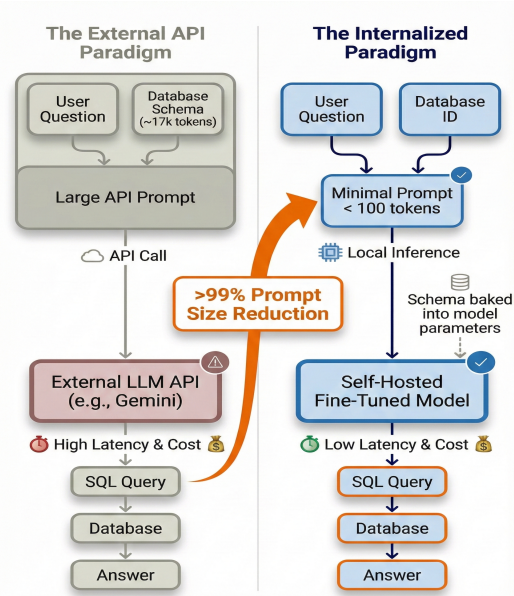 The External API
Paradigm
User
Question
Database
Schema
(~17k tokens)
Large API Prompt
API Call
External LLM API
(e.g., Gemini)
High Latency & Cost
SQL Query
Database
Answer
>99% Prompt
Size Reduction
The Internalized
Paradigm
User
Question
Database
ID
Minimal Prompt
< 100 tokens
Local Inference
Schema baked
into model
parameters
Self-Hosted
Fine-Tuned Model
Low Latency & Cost
SQL Query
Database
Answer